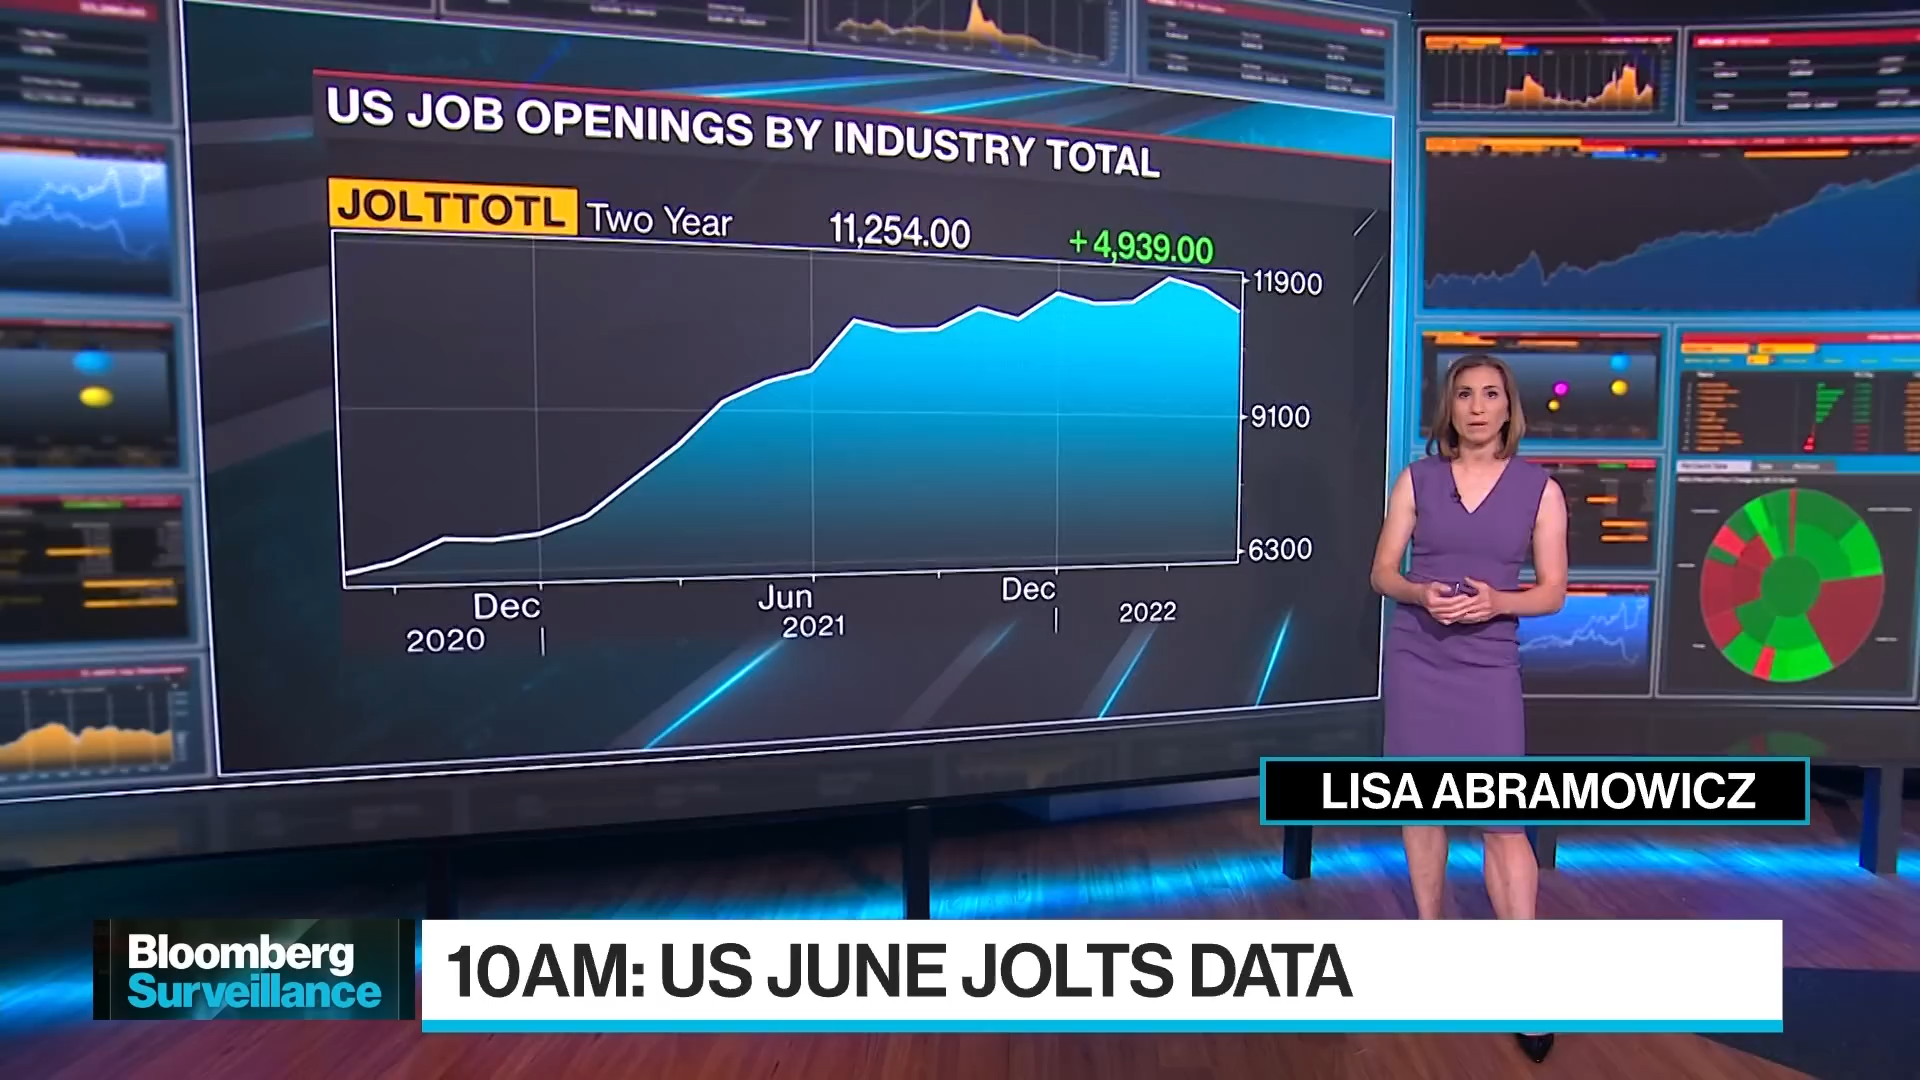 US JOB OPENINGS BY INDUSTRY TOTAL
JOLTTOTL Two Year 11,254.00 +4,939.00
11900
9100
6300
Dec Jun Dec
2020 2021 2022
LISA ABRAMOWICZ
Bloomberg
Surveillance
10AM: US JUNE JOLTS DATA